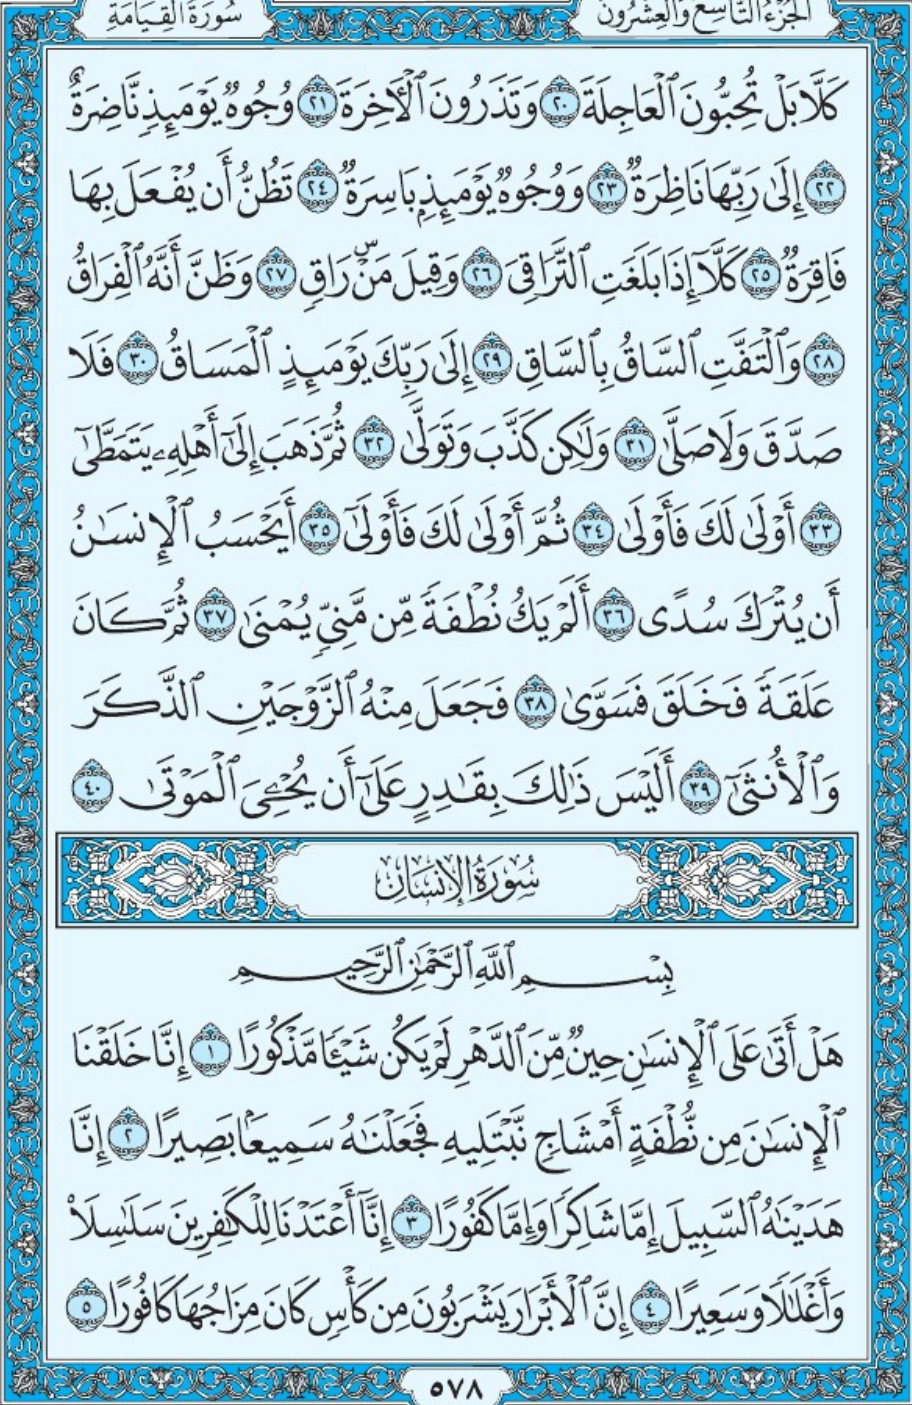 الجُزْءُ التَّاسِعُ وَالعِشْرُونَ
سُورَةُ القِيَامَةِ
كَلَّا بَلْ تُحِبُّونَ ٱلْعَاجِلَةَ ٢٠ وَتَذَرُونَ ٱلْأَخِرَةَ ٢١ وُجُوهٌ يَوْمَئِذٍ نَّاضِرَةٌ
٢٢ إِلَىٰ رَبِّهَا نَاظِرَةٌ ٢٣ وَوُجُوهٌ يَوْمَئِذٍۭ بَاسِرَةٌ ٢٤ تَظُنُّ أَن يُفْعَلَ بِهَا
فَاقِرَةٌ ٢٥ كَلَّآ إِذَا بَلَغَتِ ٱلتَّرَاقِىَ ٢٦ وَقِيلَ مَنْۜ رَاقٍ ٢٧ وَظَنَّ أَنَّهُ ٱلْفِرَاقُ
٢٨ وَٱلْتَفَّتِ ٱلسَّاقُ بِٱلسَّاقِ ٢٩ إِلَىٰ رَبِّكَ يَوْمَئِذٍ ٱلْمَسَاقُ ٣٠ فَلَا
صَدَّقَ وَلَا صَلَّىٰ ٣١ وَلَٰكِن كَذَّبَ وَتَوَلَّىٰ ٣٢ ثُمَّ ذَهَبَ إِلَىٰٓ أَهْلِهِۦ يَتَمَطَّىٰٓ
٣٣ أَوْلَىٰ لَكَ فَأَوْلَىٰ ٣٤ ثُمَّ أَوْلَىٰ لَكَ فَأَوْلَىٰٓ ٣٥ أَيَحْسَبُ ٱلْإِنسَٰنُ
أَن يُتْرَكَ سُدًى ٣٦ أَلَمْ يَكُ نُطْفَةً مِّن مَّنِىٍّ يُمْنَىٰ ٣٧ ثُمَّ كَانَ
عَلَقَةً فَخَلَقَ فَسَوَّىٰ ٣٨ فَجَعَلَ مِنْهُ ٱلزَّوْجَيْنِ ٱلذَّكَرَ
وَٱلْأُنثَىٰٓ ٣٩ أَلَيْسَ ذَٰلِكَ بِقَٰدِرٍ عَلَىٰٓ أَن يُحْـِۧىَ ٱلْمَوْتَىٰ ٤٠
سُورَةُ الإِنسَانِ
بِسْمِ ٱللَّهِ ٱلرَّحْمَٰنِ ٱلرَّحِيمِ
هَلْ أَتَىٰ عَلَى ٱلْإِنسَٰنِ حِينٌ مِّنَ ٱلدَّهْرِ لَمْ يَكُن شَيْـًٔا مَّذْكُورًا ١ إِنَّا خَلَقْنَا
ٱلْإِنسَٰنَ مِن نُّطْفَةٍ أَمْشَاجٍ نَّبْتَلِيهِ فَجَعَلْنَٰهُ سَمِيعًۢا بَصِيرًا ٢ إِنَّا
هَدَيْنَٰهُ ٱلسَّبِيلَ إِمَّا شَاكِرًا وَإِمَّا كَفُورًا ٣ إِنَّآ أَعْتَدْنَا لِلْكَٰفِرِينَ سَلَٰسِلَا۟
وَأَغْلَٰلًا وَسَعِيرًا ٤ إِنَّ ٱلْأَبْرَارَ يَشْرَبُونَ مِن كَأْسٍ كَانَ مِزَاجُهَا كَافُورًا ٥
٥٧٨